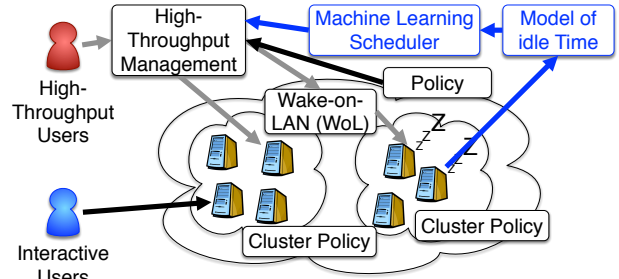 High-
Throughput
Management
Machine Learning
Scheduler
Model of
idle Time
High-
Throughput
Users
Policy
Wake-on-
LAN (WoL)
z z Z
z z Z
Cluster Policy
Cluster Policy
Interactive
Users